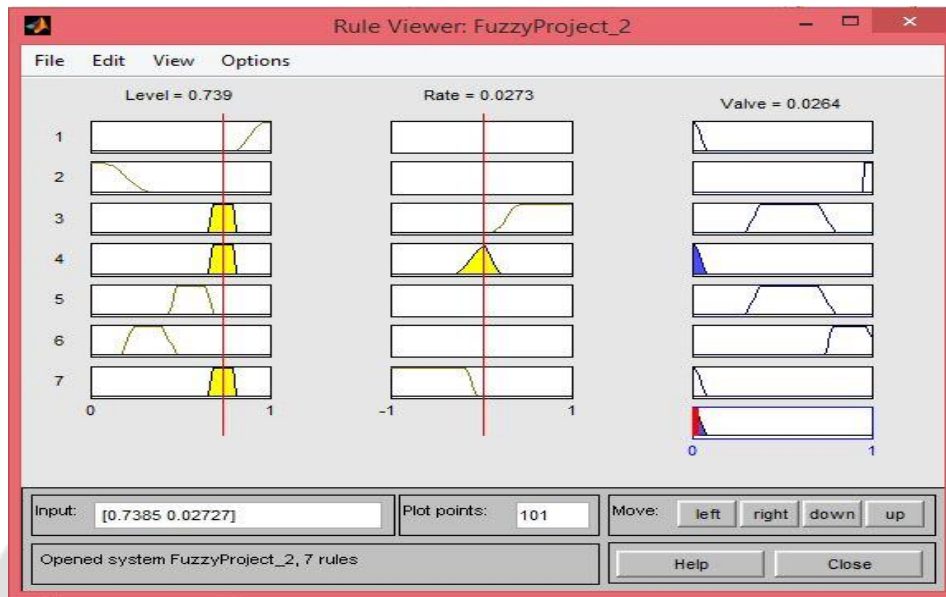 Rule Viewer: FuzzyProject_2
File Edit View Options
Level = 0.739 Rate = 0.0273 Valve = 0.0264
1
2
3
4
5
6
7
0 1 -1 1
0 1
Input: [0.7385 0.02727] Plot points: 101 Move: left right down up
Opened system FuzzyProject_2, 7 rules Help Close